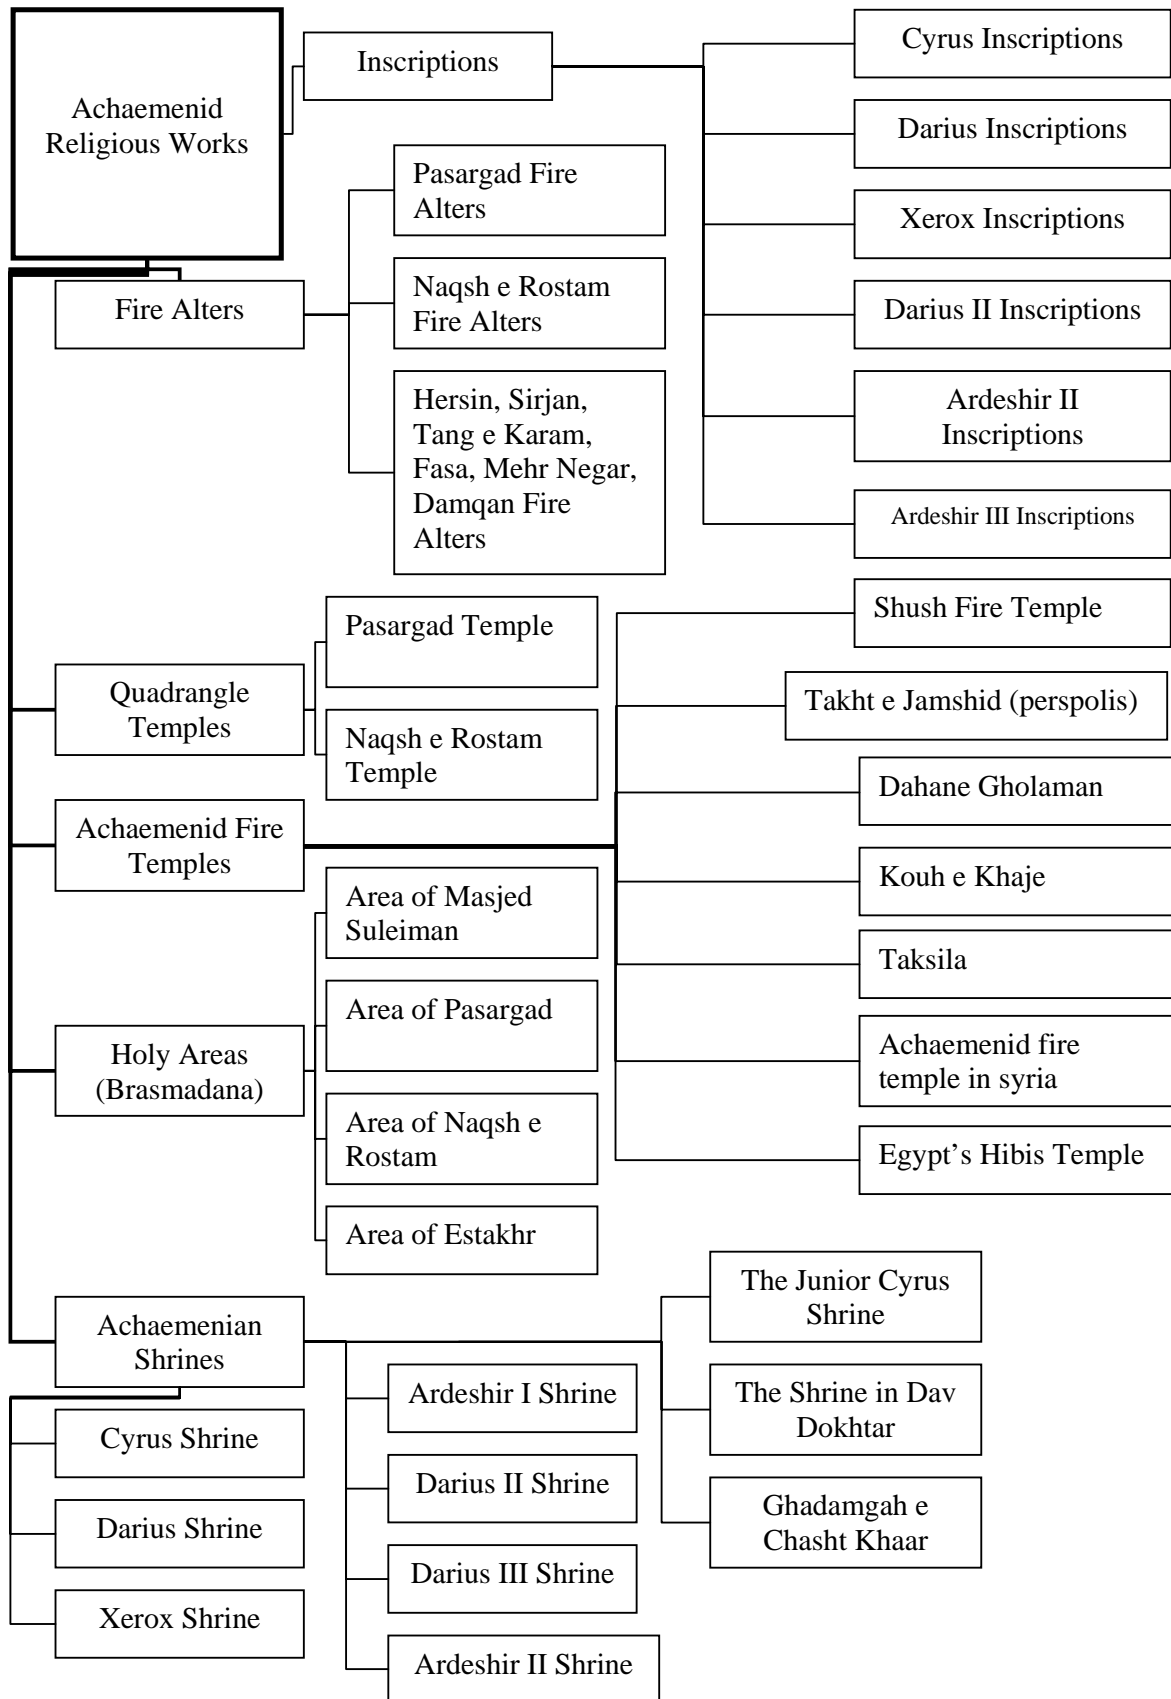 Achaemenid
Religious Works
Inscriptions
Cyrus Inscriptions
Darius Inscriptions
Xerox Inscriptions
Darius II Inscriptions
Ardeshir II
Inscriptions
Ardeshir III Inscriptions
Fire Alters
Pasargad Fire
Alters
Naqsh e Rostam
Fire Alters
Hersin, Sirjan,
Tang e Karam,
Fasa, Mehr Negar,
Damqan Fire
Alters
Quadrangle
Temples
Pasargad Temple
Naqsh e Rostam
Temple
Achaemenid Fire
Temples
Shush Fire Temple
Takht e Jamshid (perspolis)
Dahane Gholaman
Kouh e Khaje
Taksila
Achaemenid fire
temple in syria
Egypt’s Hibis Temple
Holy Areas
(Brasmadana)
Area of Masjed
Suleiman
Area of Pasargad
Area of Naqsh e
Rostam
Area of Estakhr
Achaemenian
Shrines
Cyrus Shrine
Darius Shrine
Xerox Shrine
Ardeshir I Shrine
Darius II Shrine
Darius III Shrine
Ardeshir II Shrine
The Junior Cyrus
Shrine
The Shrine in Dav
Dokhtar
Ghadamgah e
Chasht Khaar